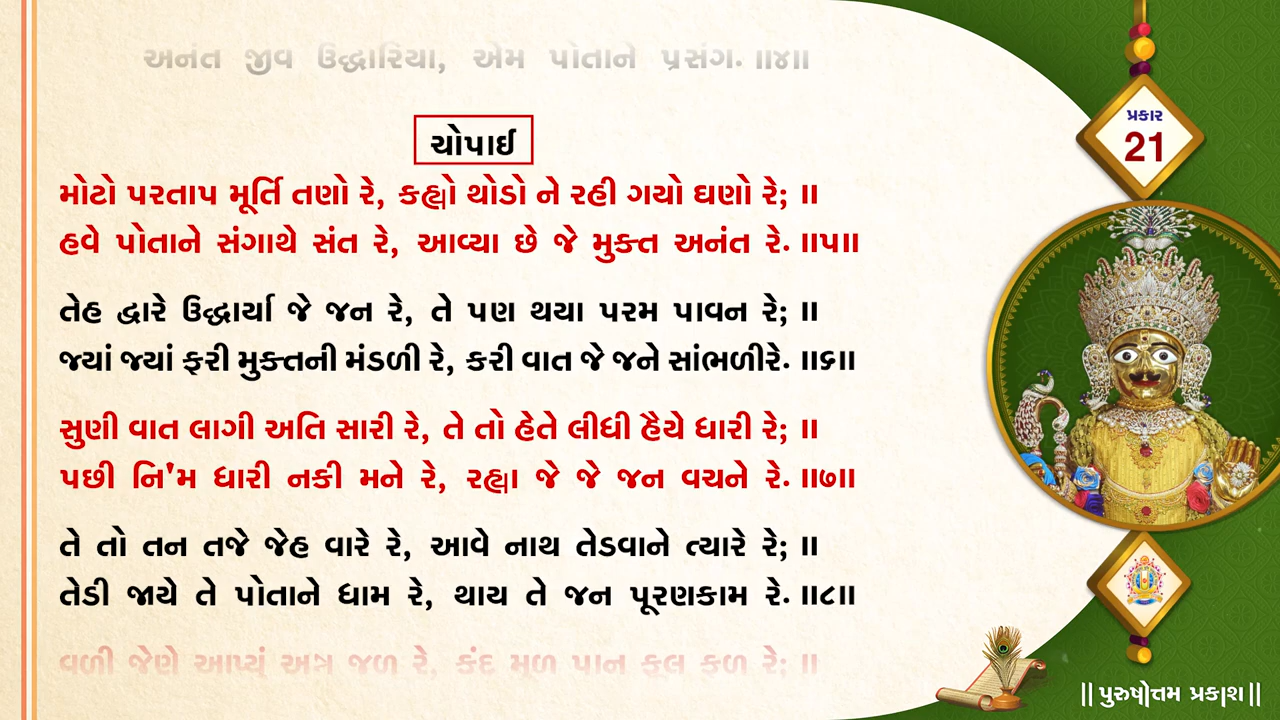 અનંત જીવ ઉદ્ધારિયા, એમ પોતાને પ્રસંગ. ॥૪॥
ચોપાઈ
મોટો પરતાપ મૂર્તિ તણો રે, કહ્યો થોડો ને રહી ગયો ઘણો રે; ॥
હવે પોતાને સંગાથે સંત રે, આવ્યા છે જે મુક્ત અનંત રે. ॥૫॥
તેહ દ્વારે ઉદ્ધાર્યા જે જન રે, તે પણ થયા પરમ પાવન રે; ॥
જ્યાં જ્યાં ફરી મુક્તની મંડળી રે, કરી વાત જે જને સાંભળીરે. ॥૬॥
સુણી વાત લાગી અતિ સારી રે, તે તો હેતે લીધી હૈયે ધારી રે; ॥
પછી નિ'મ ધારી નકી મને રે, રહ્યા જે જે જન વચને રે. ॥૭॥
તે તો તન તજે જેહ વારે રે, આવે નાથ તેડવાને ત્યારે રે; ॥
તેડી જાયે તે પોતાને ધામ રે, થાય તે જન પૂરણકામ રે. ॥૮॥
વળી જેણે આપ્યું અન્ન જળ રે, કંદ મૂળ પાન ફૂલ ફળ રે; ॥
પ્રકાર
21
॥ પુરુષોત્તમ પ્રકાશ ॥